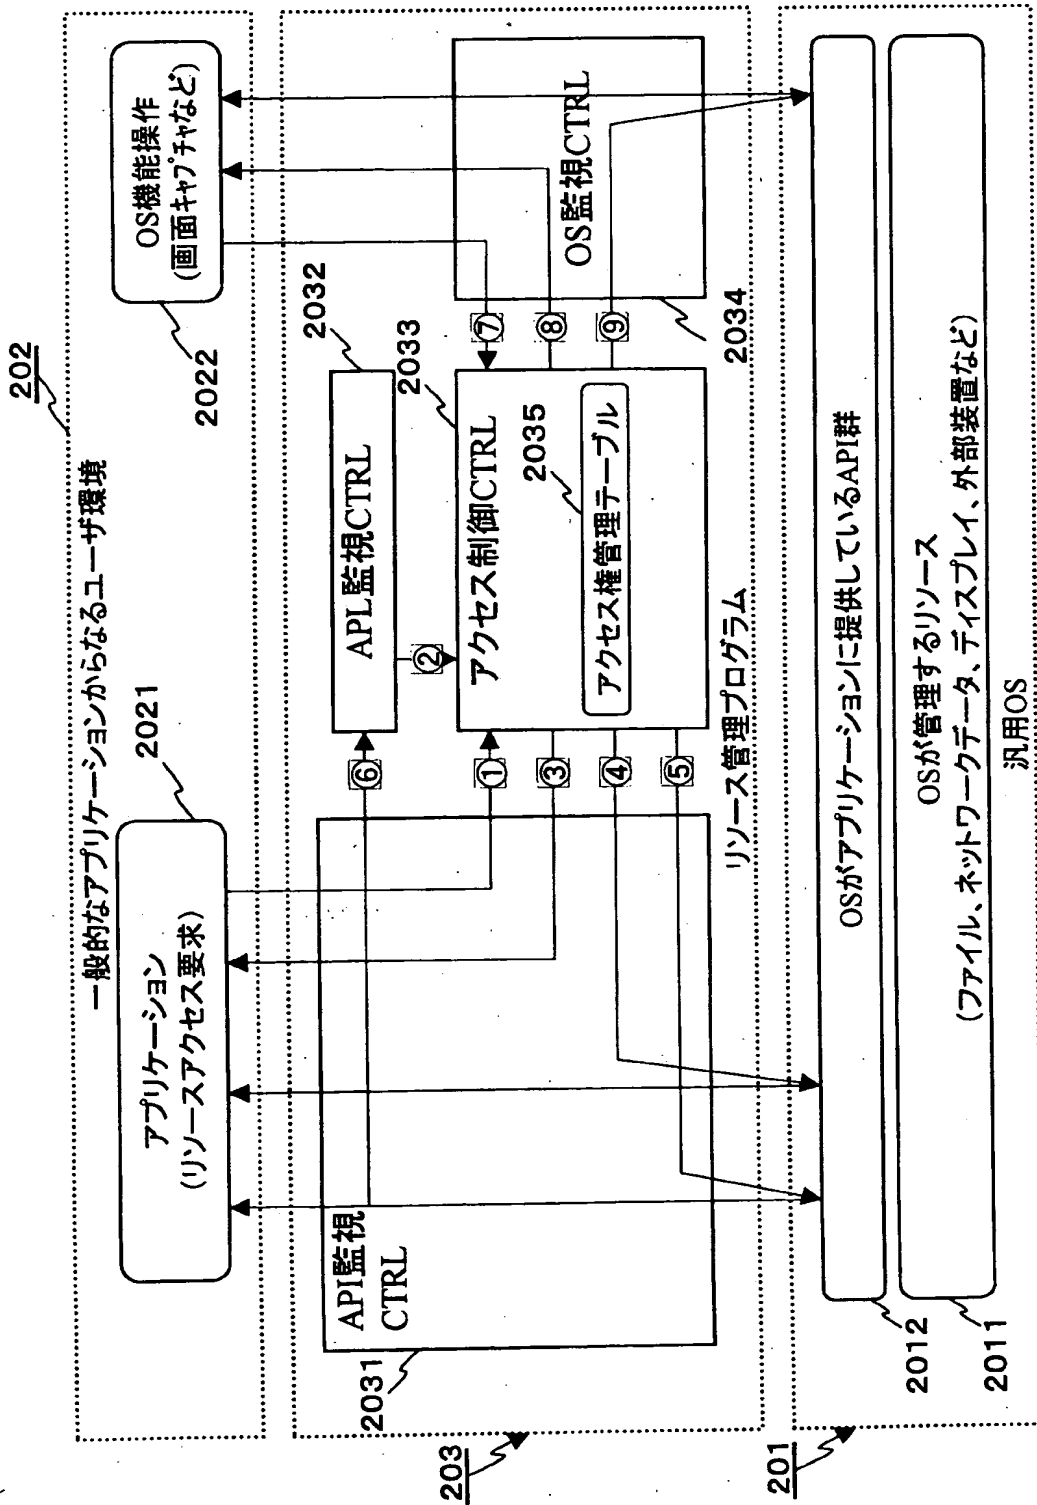 202
一般的なアプリケーションからなるユーザ環境
2021
アプリケーション
(リソースアクセス要求)
OS機能操作
(画面キャプチャなど)
2022
203
API監視
CTRL
2031
APL監視CTRL
2032
アクセス制御CTRL
2033
2035
アクセス権管理テーブル
OS監視CTRL
2034
⑥
②
①
③
④
⑤
⑦
⑧
⑨
リソース管理プログラム
201
OSがアプリケーションに提供しているAPI群
2012
OSが管理するリソース
(ファイル、ネットワークデータ、ディスプレイ、外部装置など)
2011
汎用OS